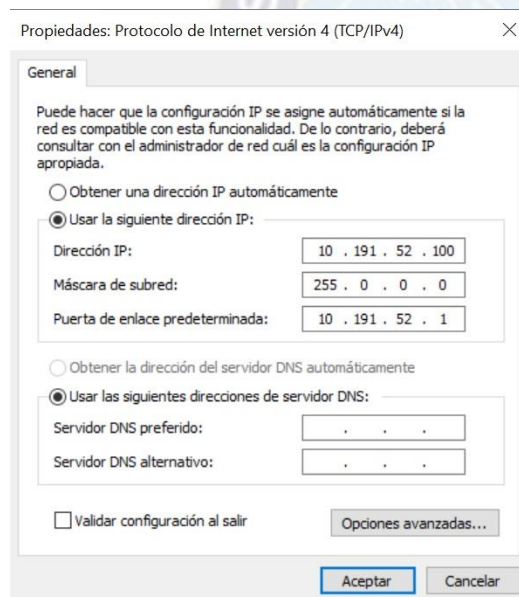 Propiedades: Protocolo de Internet versión 4 (TCP/IPv4)
General
Puede hacer que la configuración IP se asigne automáticamente si la
red es compatible con esta funcionalidad. De lo contrario, deberá
consultar con el administrador de red cuál es la configuración IP
apropiada.
Obtener una dirección IP automáticamente
Usar la siguiente dirección IP:
Dirección IP: 10 . 191 . 52 . 100
Máscara de subred: 255 . 0 . 0 . 0
Puerta de enlace predeterminada: 10 . 191 . 52 . 1
Obtener la dirección del servidor DNS automáticamente
Usar las siguientes direcciones de servidor DNS:
Servidor DNS preferido: . . .
Servidor DNS alternativo: . . .
Validar configuración al salir Opciones avanzadas...
Aceptar Cancelar